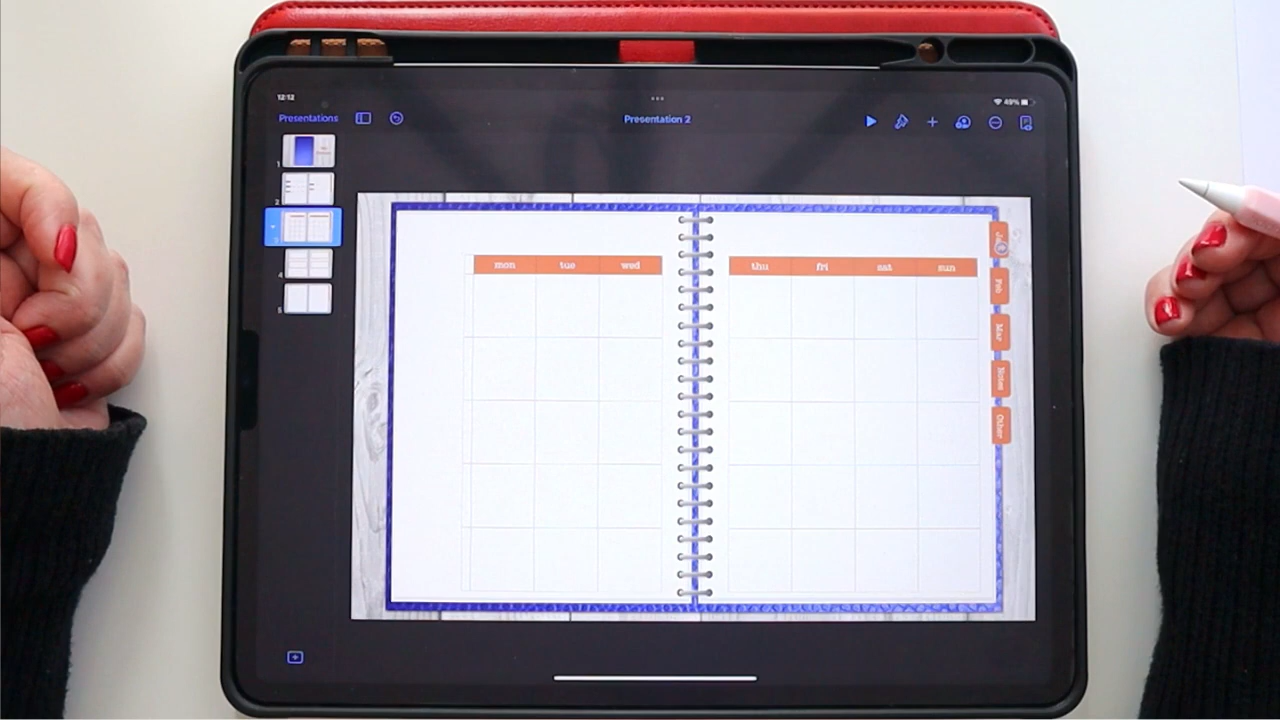 12:12
49%
Presentations
Presentation 2
1
2
4
5
mon tue wed
thu fri sat sun
Feb
Mar
Notes
Other